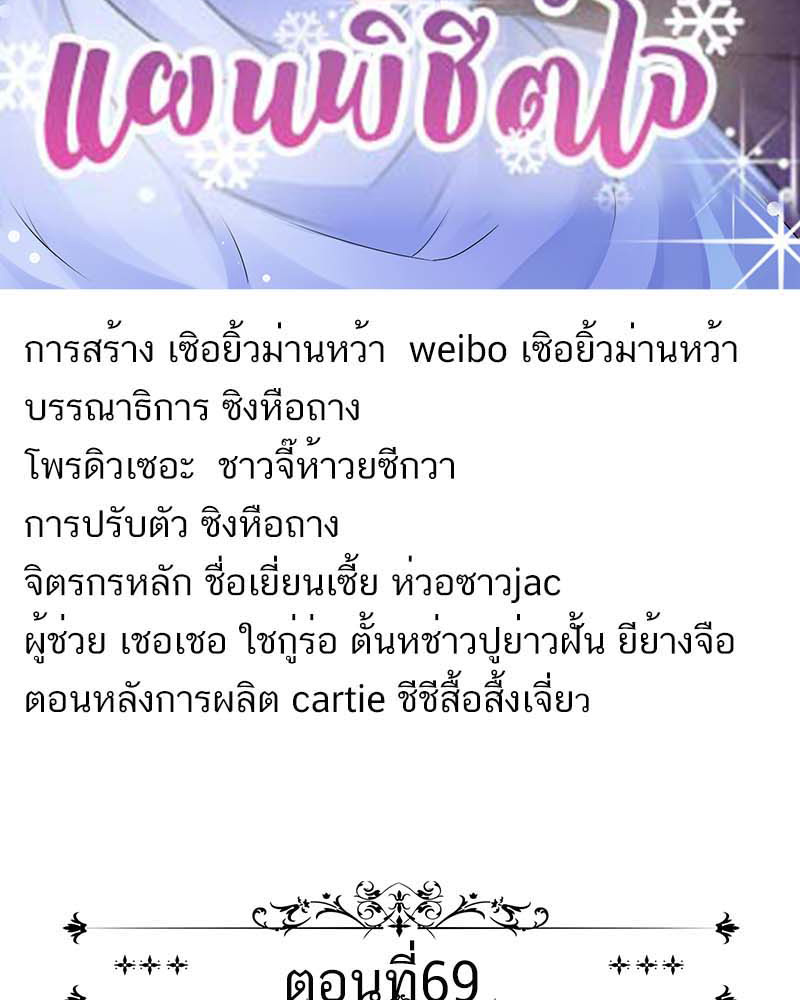 แผนพิชิตใจ
การสร้าง เซิอยิ้วม่านหว้า weibo เซิอยิ้วม่านหว้า
บรรณาธิการ ซิงหือถาง
โพรดิวเซอะ ชาวจี๊ห้าวยซีกวา
การปรับตัว ซิงหือถาง
จิตรกรหลัก ชื่อเยี่ยนเซี้ย ห่วอซาวjac
ผู้ช่วย เชอเชอ ใชกู่ร่อ ตั้นหช่าวปูย่าวฝั้น ยีย้างจือ
ตอนหลังการผลิต cartie ชีชีสื้อสิ้งเจี่ยว
ตอนที่69